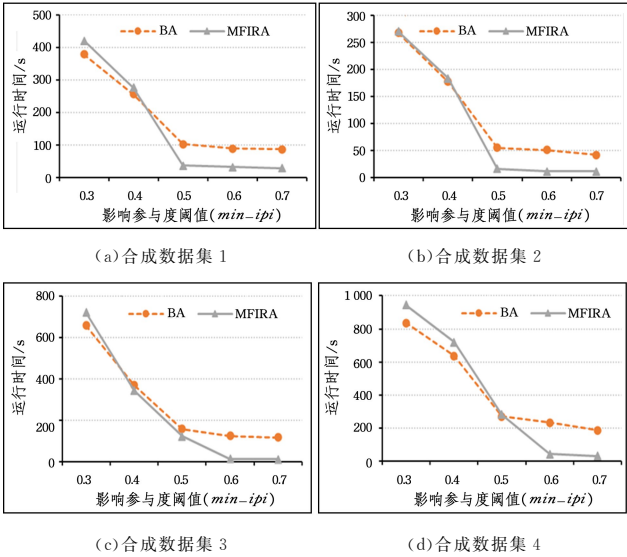 500
400
300
200
100
0
运行时间/s
BA
MFIRA
0.3 0.4 0.5 0.6 0.7
影响参与度阈值(min_ipi)
(a)合成数据集 1
300
250
200
150
100
50
0
运行时间/s
BA
MFIRA
0.3 0.4 0.5 0.6 0.7
影响参与度阈值(min_ipi)
(b)合成数据集 2
800
600
400
200
0
运行时间/s
BA
MFIRA
0.3 0.4 0.5 0.6 0.7
影响参与度阈值(min_ipi)
(c)合成数据集 3
1 000
800
600
400
200
0
运行时间/s
BA
MFIRA
0.3 0.4 0.5 0.6 0.7
影响参与度阈值(min_ipi)
(d)合成数据集 4